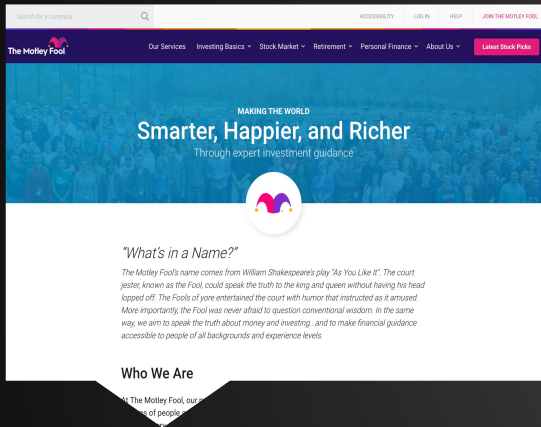 Search for a company
ACCESSIBILITY LOG IN HELP JOIN THE MOTLEY FOOL
The Motley Fool
Our Services Investing Basics Stock Market Retirement Personal Finance About Us Latest Stock Picks
MAKING THE WORLD
Smarter, Happier, and Richer
Through expert investment guidance
"What's in a Name?"
The Motley Fool's name comes from William Shakespeare's play "As You Like It". The court
jester, known as the Fool, could speak the truth to the king and queen without having his head
lopped off. The Fools of yore entertained the court with humor that instructed as it amused.
More importantly, the Fool was never afraid to question conventional wisdom. In the same
way, we aim to speak the truth about money and investing...and to make financial guidance
accessible to people of all backgrounds and experience levels.
Who We Are
At The Motley Fool, our
of people